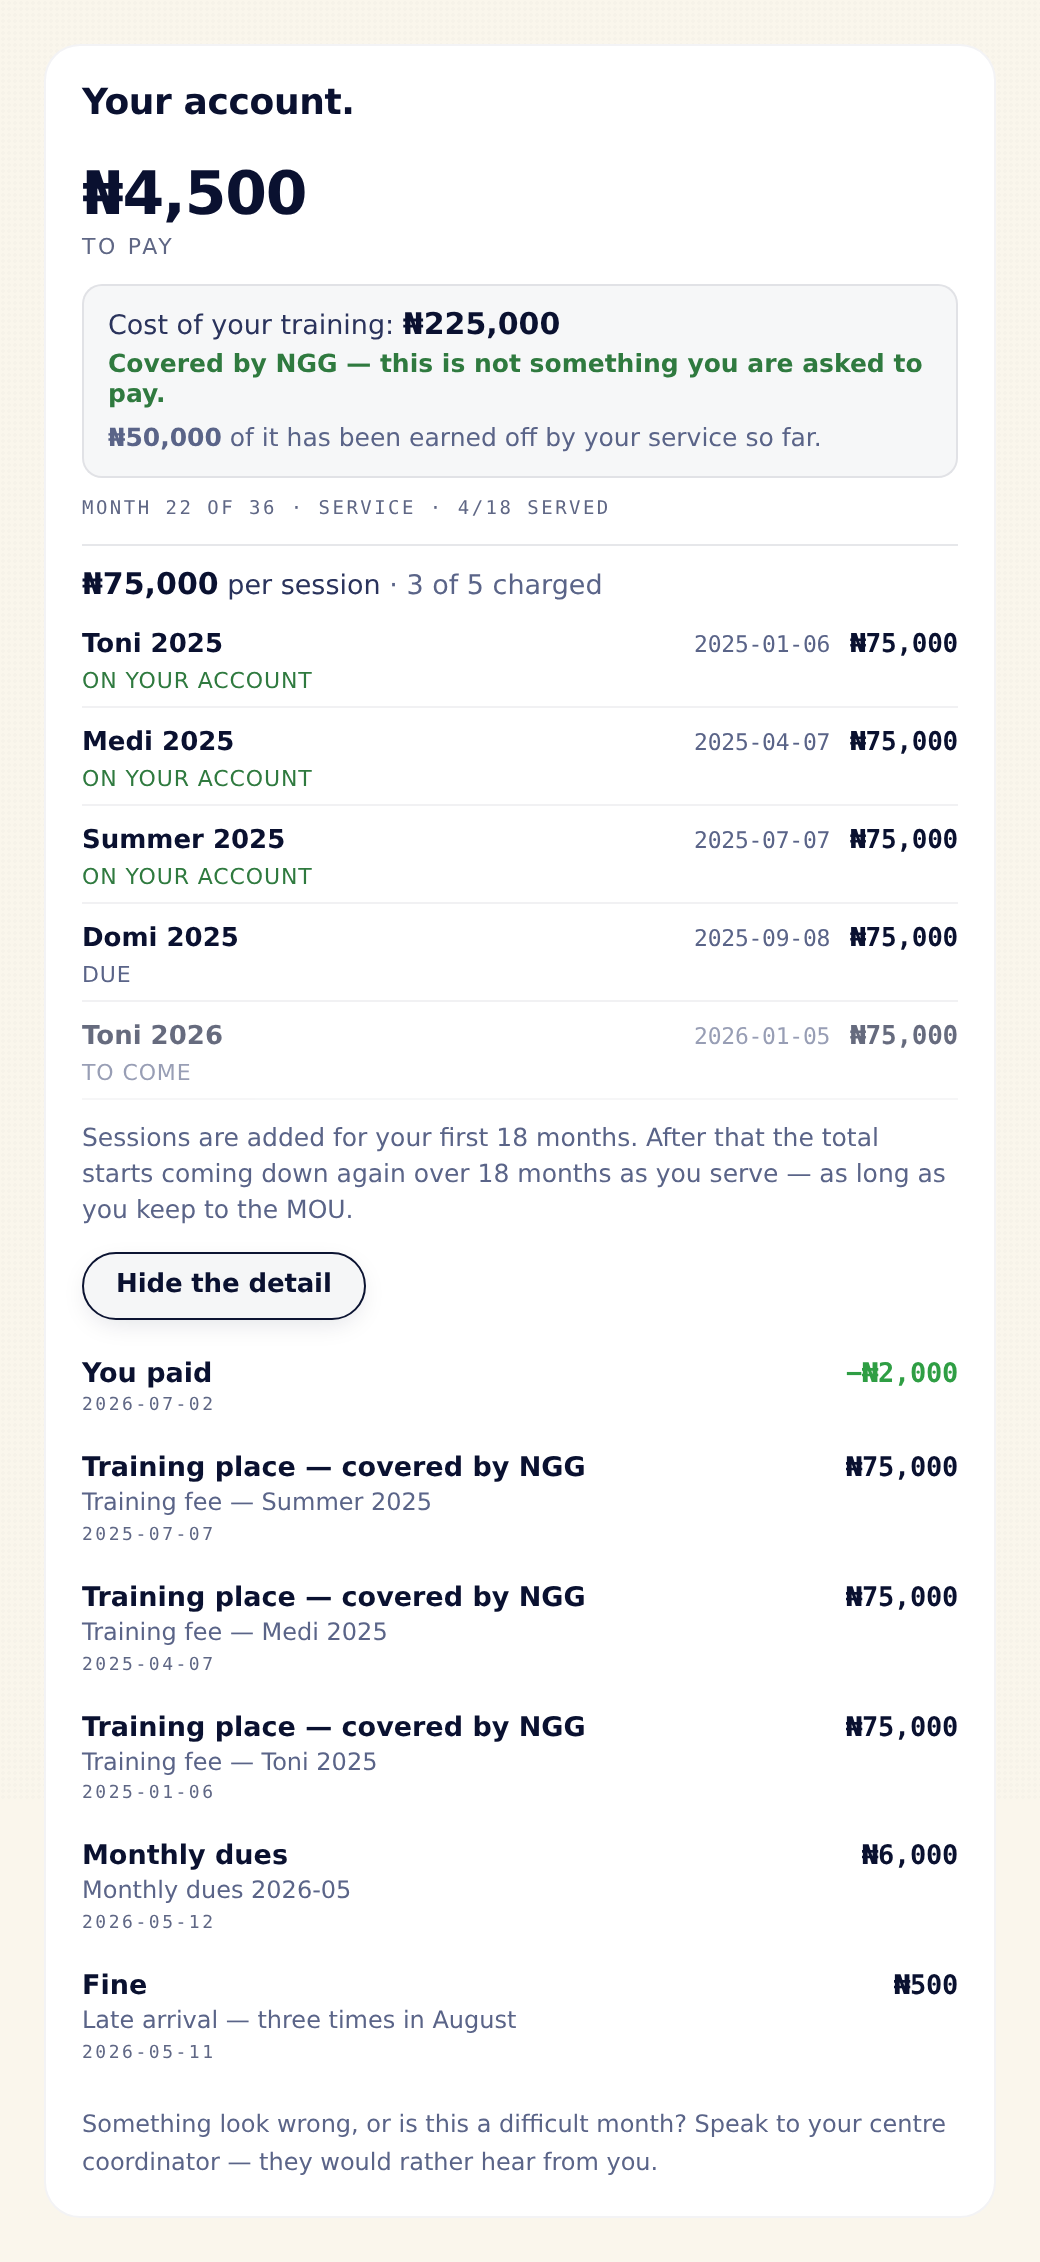 Your account.
₦4,500
TO PAY
Cost of your training: ₦225,000
Covered by NGG — this is not something you are asked to
pay.
₦50,000 of it has been earned off by your service so far.
MONTH 22 OF 36 · SERVICE · 4/18 SERVED
₦75,000 per session · 3 of 5 charged
Toni 2025 2025-01-06 ₦75,000
ON YOUR ACCOUNT
Medi 2025 2025-04-07 ₦75,000
ON YOUR ACCOUNT
Summer 2025 2025-07-07 ₦75,000
ON YOUR ACCOUNT
Domi 2025 2025-09-08 ₦75,000
DUE
Toni 2026 2026-01-05 ₦75,000
TO COME
Sessions are added for your first 18 months. After that the total
starts coming down again over 18 months as you serve — as long as
you keep to the MOU.
Hide the detail
You paid −₦2,000
2026-07-02
Training place — covered by NGG ₦75,000
Training fee — Summer 2025
2025-07-07
Training place — covered by NGG ₦75,000
Training fee — Medi 2025
2025-04-07
Training place — covered by NGG ₦75,000
Training fee — Toni 2025
2025-01-06
Monthly dues ₦6,000
Monthly dues 2026-05
2026-05-12
Fine ₦500
Late arrival — three times in August
2026-05-11
Something look wrong, or is this a difficult month? Speak to your centre
coordinator — they would rather hear from you.